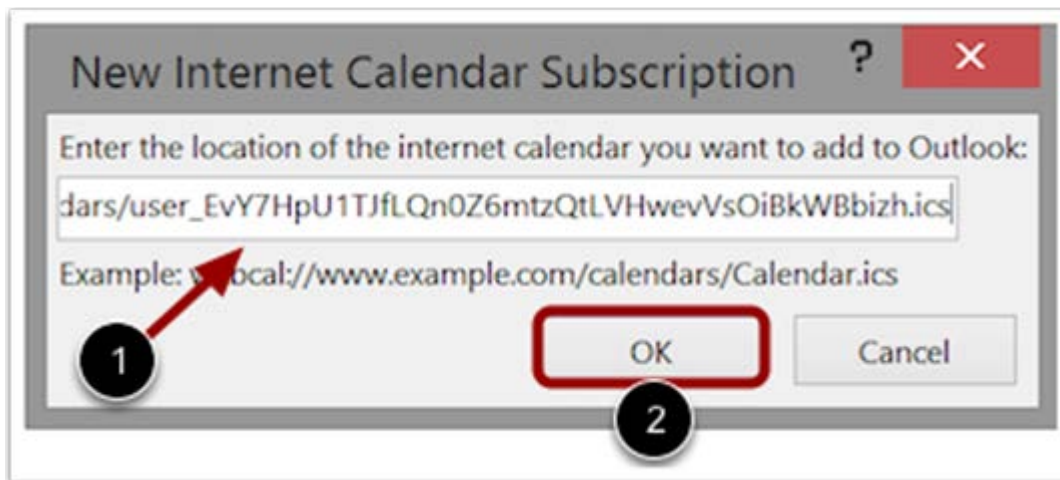 New Internet Calendar Subscription ?
Enter the location of the internet calendar you want to add to Outlook:
dars/user_EvY7HpU1TJfLQn0Z6mtzQtLVHwevVsOiBkWBbizh.ics
Example: ocal://www.example.com/calendars/Calendar.ics
1
OK
Cancel
2